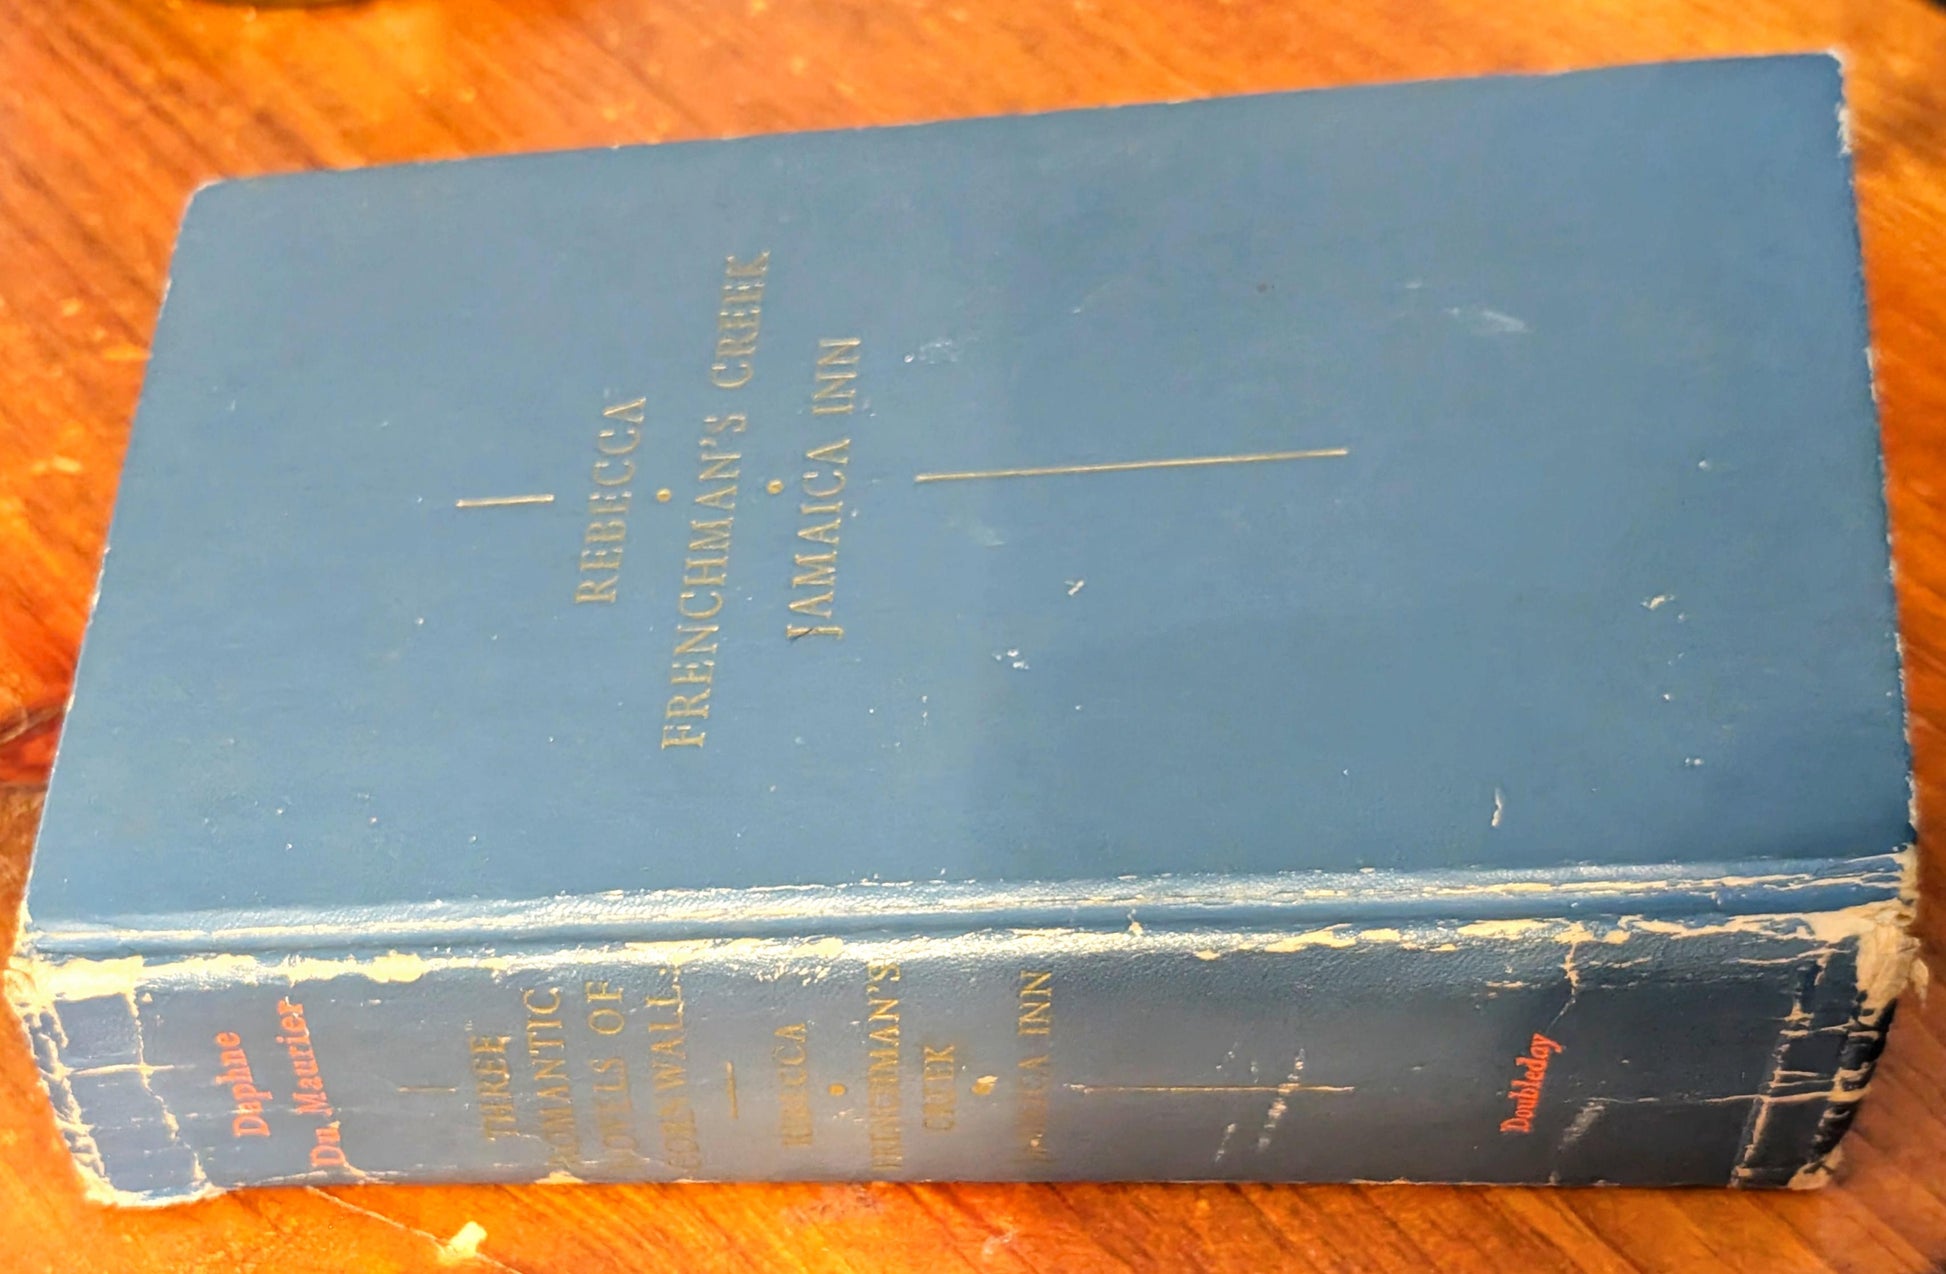 REBECCA
•
FRENCHMAN'S CREEK
•
JAMAICA INN
Daphne
Du Maurier
THREE
ROMANTIC
NOVELS OF
CORNWALL:
REBECCA
•
FRENCHMAN'S
CREEK
•
JAMAICA INN
Doubleday